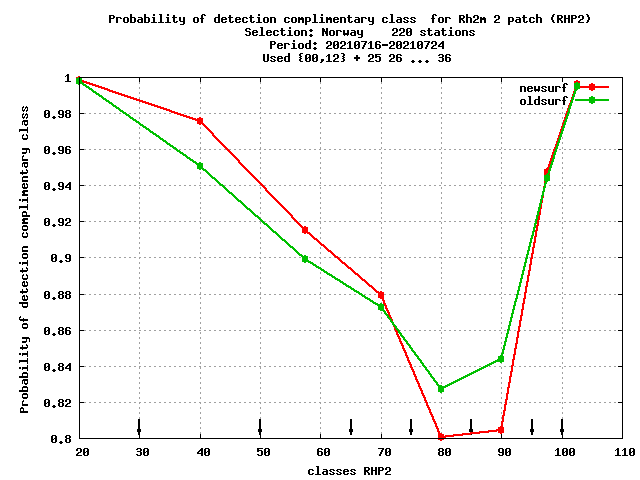 Probability of detection complimentary class  for Rh2m 2 patch (RHP2)
Selection: Norway    220 stations
Period: 20210716-20210724
Used {00,12} + 25 26 ... 36
newsurf
oldsurf
Probability of detection complimentary class
1
0.98
0.96
0.94
0.92
0.9
0.88
0.86
0.84
0.82
0.8
20 30 40 50 60 70 80 90 100 110
classes RHP2